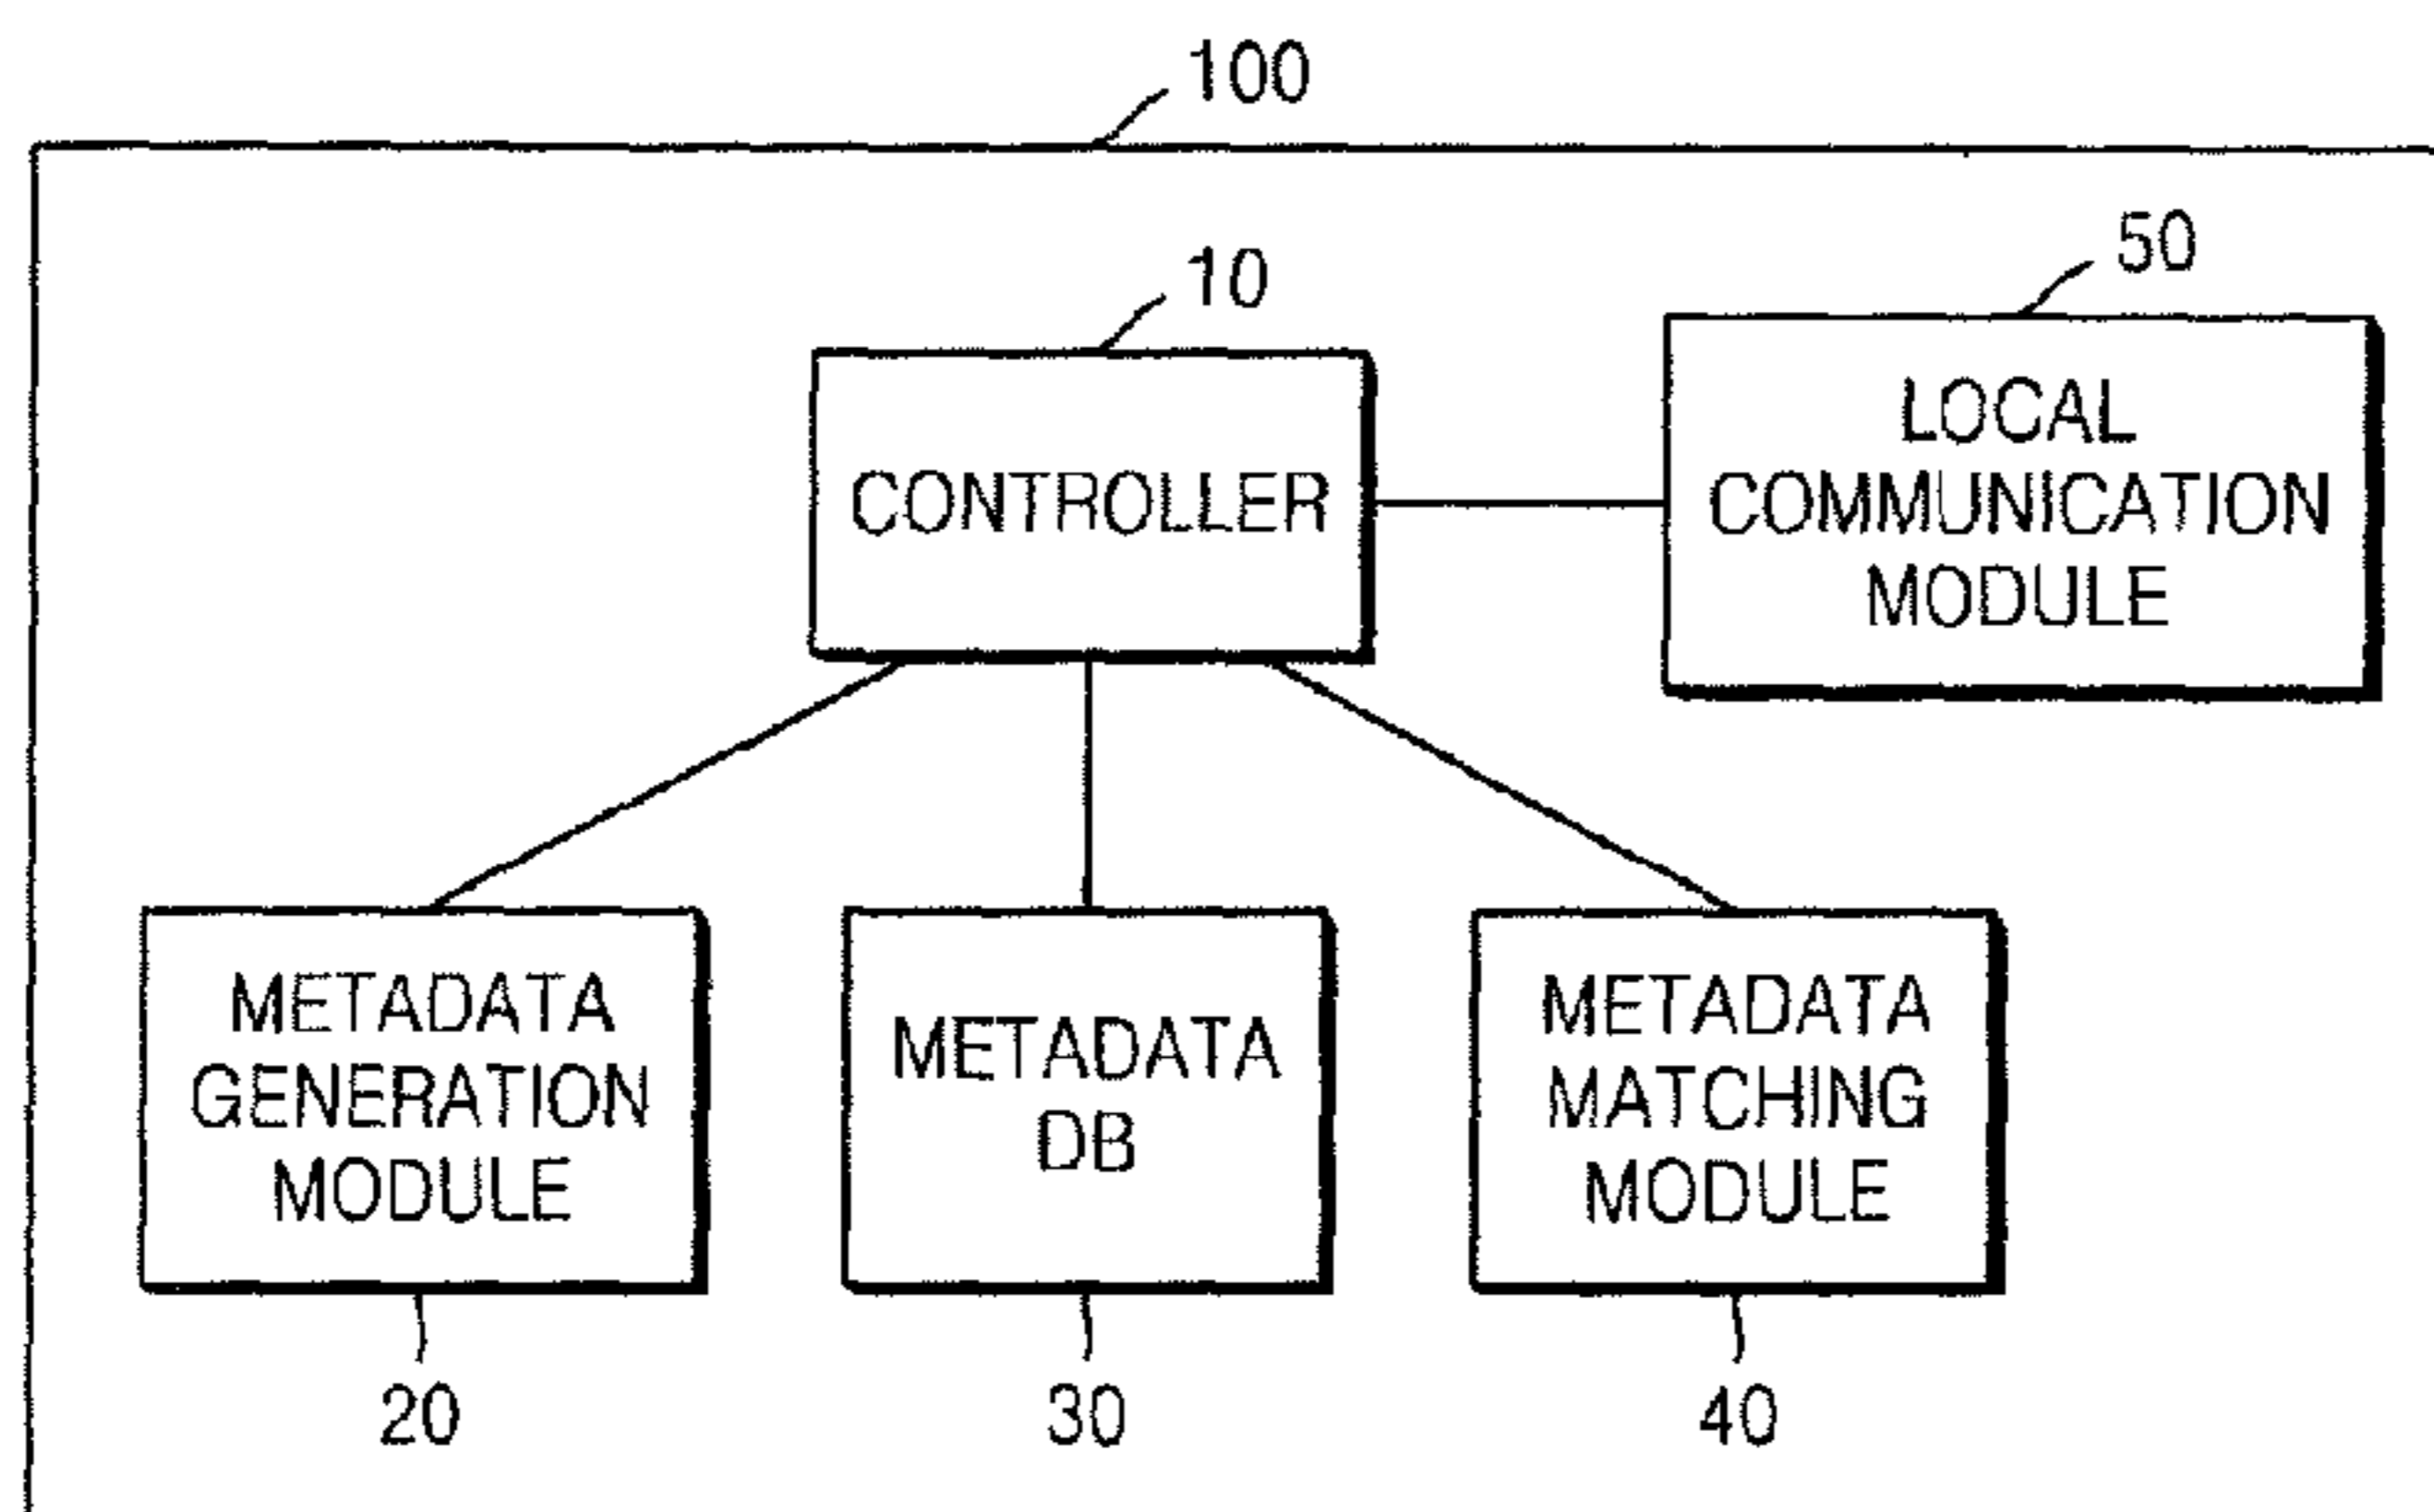 100
10
50
CONTROLLER
LOCAL
COMMUNICATION
MODULE
METADATA
GENERATION
MODULE
METADATA
DB
METADATA
MATCHING
MODULE
20
30
40